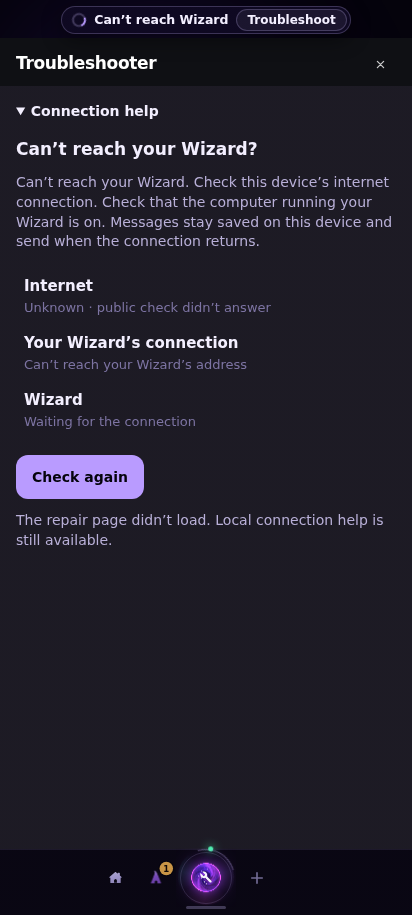 Can’t reach Wizard Troubleshoot
Troubleshooter ×
▼ Connection help
Can’t reach your Wizard?
Can’t reach your Wizard. Check this device’s internet
connection. Check that the computer running your
Wizard is on. Messages stay saved on this device and
send when the connection returns.
Internet
Unknown · public check didn’t answer
Your Wizard’s connection
Can’t reach your Wizard’s address
Wizard
Waiting for the connection
Check again
The repair page didn’t load. Local connection help is
still available.
1